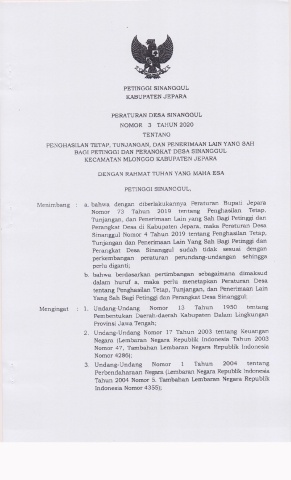 PETINGGI SINANGGUL
KABUPATEN JEPARA
PERATURAN DESA SINANGGUL
NOMOR 3 TAHUN 2020
TENTANG
PENGHASILAN TETAP, TUNJANGAN, DAN PENERIMAAN LAIN YANG SAH
BAGI PETINGGI DAN PERANGKAT DESA SINANGGUL
KECAMATAN MLONGGO KABUPATEN JEPARA
DENGAN RAHMAT TUHAN YANG MAHA ESA
PETINGGI SINANGGUL,
Menimbang : a. bahwa dengan diberlakukannya Peraturan Bupati Jepara
Nomor 73 Tahun 2019 tentang Penghasilan Tetap,
Tunjangan, dan Penerimaan Lain Yang Sah Bagi Petinggi dan
Perangkat Desa di Kabupaten Jepara, maka Peraturan Desa
Sinanggul Nomor 4 Tahun 2019 tentang Penghasilan Tetap,
Tunjangan dan Penerimaan Lain Yang Sah Bagi Petinggi dan
Perangkat Desa Sinanggul sudah tidak sesuai dengan
perkembangan peraturan perundang-undangan sehingga
perlu diganti;
b. bahwa berdasarkan pertimbangan sebagaimana dimaksud
dalam huruf a, maka perlu menetapkan Peraturan Desa
tentang Penghasilan Tetap, Tunjangan, dan Penerimaan Lain
Yang Sah Bagi Petinggi dan Perangkat Desa Sinanggul;
Mengingat : 1. Undang-Undang Nomor 13 Tahun 1950 tentang
Pembentukan Daerah-daerah Kabupaten Dalam Lingkungan
Provinsi Jawa Tengah;
2. Undang-Undang Nomor 17 Tahun 2003 tentang Keuangan
Negara (Lembaran Negara Republik Indonesia Tahun 2003
Nomor 47, Tambahan Lembaran Negara Republik Indonesia
Nomor 4286);
3. Undang-Undang Nomor 1 Tahun 2004 tentang
Perbendaharaan Negara (Lembaran Negara Republik Indonesia
Tahun 2004 Nomor 5, Tambahan Lembaran Negara Republik
Indonesia Nomor 4355);